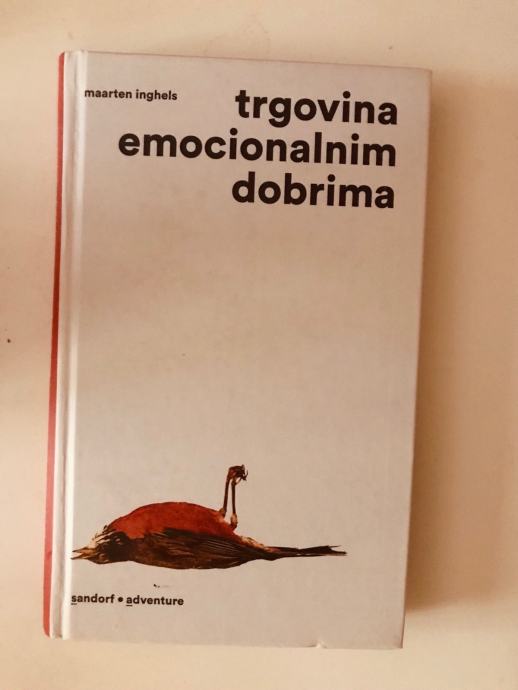 maarten inghels
trgovina
emocionalnim
dobrima
sandorf • adventure